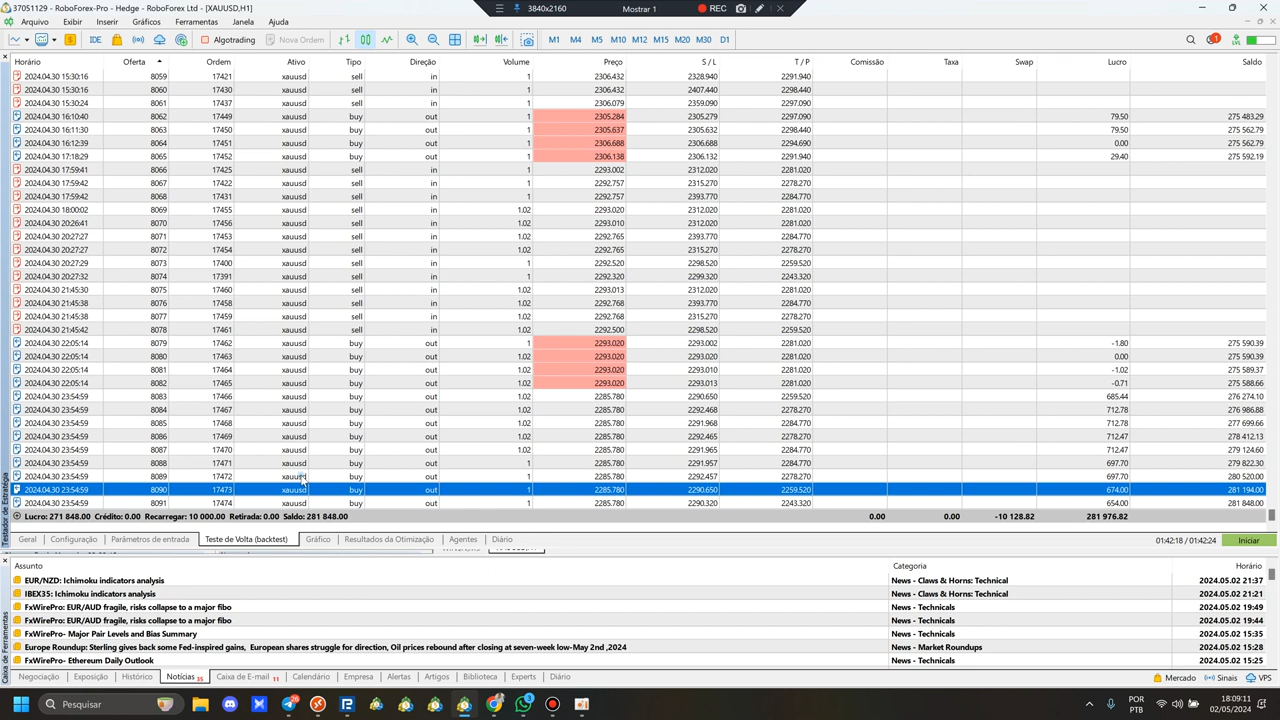 37051129 - RoboForex-Pro - Hedge - RoboForex Ltd - [XAUUSD,H1]
3840x2160 Mostrar 1 REC
Arquivo Exibir Inserir Gráficos Ferramentas Janela Ajuda
IDE Algotrading Nova Ordem M1 M4 M5 M10 M12 M15 M20 M30 D1
Horário Oferta Ordem Ativo Tipo Direção Volume Preço S / L T / P Comissão Taxa Swap Lucro Saldo
2024.04.30 15:30:16 8059 17421 xauusd sell in 1 2306.432 2328.940 2291.940
2024.04.30 15:30:16 8060 17430 xauusd sell in 1 2306.432 2407.440 2298.440
2024.04.30 15:30:24 8061 17437 xauusd sell in 1 2306.079 2359.090 2297.090
2024.04.30 16:10:40 8062 17449 xauusd buy out 1 2305.284 2305.279 2297.090 79.50 275 483.29
2024.04.30 16:11:30 8063 17450 xauusd buy out 1 2305.637 2305.632 2298.440 79.50 275 562.79
2024.04.30 16:12:39 8064 17451 xauusd buy out 1 2306.688 2306.688 2294.690 0.00 275 562.79
2024.04.30 17:18:29 8065 17452 xauusd buy out 1 2306.138 2306.132 2291.940 29.40 275 592.19
2024.04.30 17:59:41 8066 17425 xauusd sell in 1 2293.002 2312.020 2281.020
2024.04.30 17:59:42 8067 17422 xauusd sell in 1 2292.757 2315.270 2278.270
2024.04.30 17:59:42 8068 17431 xauusd sell in 1 2292.757 2393.770 2284.770
2024.04.30 18:00:02 8069 17455 xauusd sell in 1.02 2293.020 2312.020 2281.020
2024.04.30 20:26:41 8070 17456 xauusd sell in 1.02 2293.010 2312.020 2281.020
2024.04.30 20:27:27 8071 17453 xauusd sell in 1.02 2292.765 2393.770 2284.770
2024.04.30 20:27:27 8072 17454 xauusd sell in 1.02 2292.765 2315.270 2278.270
2024.04.30 20:27:29 8073 17400 xauusd sell in 1 2292.520 2298.520 2259.520
2024.04.30 20:27:32 8074 17391 xauusd sell in 1 2292.320 2299.320 2243.320
2024.04.30 21:45:30 8075 17460 xauusd sell in 1.02 2293.013 2312.020 2281.020
2024.04.30 21:45:38 8076 17458 xauusd sell in 1.02 2292.768 2393.770 2284.770
2024.04.30 21:45:38 8077 17459 xauusd sell in 1.02 2292.768 2315.270 2278.270
2024.04.30 21:45:42 8078 17461 xauusd sell in 1.02 2292.500 2298.520 2259.520
2024.04.30 22:05:14 8079 17462 xauusd buy out 1 2293.020 2293.002 2281.020 -1.80 275 590.39
2024.04.30 22:05:14 8080 17463 xauusd buy out 1.02 2293.020 2293.020 2281.020 0.00 275 590.39
2024.04.30 22:05:14 8081 17464 xauusd buy out 1.02 2293.020 2293.010 2281.020 -1.02 275 589.37
2024.04.30 22:05:14 8082 17465 xauusd buy out 1.02 2293.020 2293.013 2281.020 -0.71 275 588.66
2024.04.30 23:54:59 8083 17466 xauusd buy out 1.02 2285.780 2290.650 2259.520 685.44 276 274.10
2024.04.30 23:54:59 8084 17467 xauusd buy out 1.02 2285.780 2292.468 2278.270 712.78 276 986.88
2024.04.30 23:54:59 8085 17468 xauusd buy out 1.02 2285.780 2291.968 2284.770 712.78 277 699.66
2024.04.30 23:54:59 8086 17469 xauusd buy out 1.02 2285.780 2292.465 2278.270 712.47 278 412.13
2024.04.30 23:54:59 8087 17470 xauusd buy out 1.02 2285.780 2291.965 2284.770 712.47 279 124.60
2024.04.30 23:54:59 8088 17471 xauusd buy out 1 2285.780 2291.957 2284.770 697.70 279 822.30
2024.04.30 23:54:59 8089 17472 xauusd buy out 1 2285.780 2292.457 2278.270 697.70 280 520.00
2024.04.30 23:54:59 8090 17473 xauusd buy out 1 2285.780 2290.650 2259.520 674.00 281 194.00
2024.04.30 23:54:59 8091 17474 xauusd buy out 1 2285.780 2290.320 2243.320 654.00 281 848.00
Lucro: 271 848.00 Crédito: 0.00 Recarregar: 10 000.00 Retirada: 0.00 Saldo: 281 848.00 0.00 0.00 -10 128.82 281 976.82
Geral Configuração Parâmetros de entrada Teste de Volta (backtest) Gráfico Resultados da Otimização Agentes Diário 01:42:18 / 01:42:24 Iniciar
Testador de Estratégia
Assunto Categoria Horário
EUR/NZD: Ichimoku indicators analysis News - Claws & Horns: Technical 2024.05.02 21:37
IBEX35: Ichimoku indicators analysis News - Claws & Horns: Technical 2024.05.02 21:21
FxWirePro: EUR/AUD fragile, risks collapse to a major fibo News - Technicals 2024.05.02 19:49
FxWirePro: EUR/AUD fragile, risks collapse to a major fibo News - Technicals 2024.05.02 19:44
FxWirePro- Major Pair Levels and Bias Summary News - Technicals 2024.05.02 15:35
Europe Roundup: Sterling gives back some Fed-inspired gains, European shares struggle for direction, Oil prices rebound after closing at seven-week low-May 2nd ,2024 News - Market Roundups 2024.05.02 15:28
FxWirePro- Ethereum Daily Outlook News - Technicals 2024.05.02 15:25
Caixa de Ferramentas
Negociação Exposição Histórico Notícias 35 Caixa de E-mail 11 Calendário Empresa Alertas Artigos Biblioteca Experts Diário Mercado Sinais VPS
Pesquisar 26 3 POR PTB 18:09:11 02/05/2024